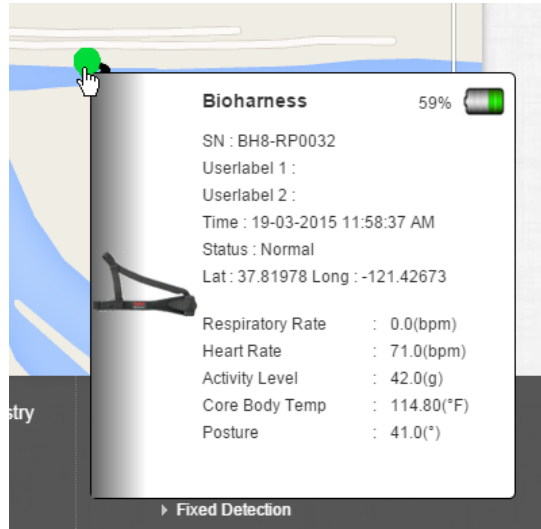 Bioharness 59%
SN : BH8-RP0032
Userlabel 1 :
Userlabel 2 :
Time : 19-03-2015 11:58:37 AM
Status : Normal
Lat : 37.81978 Long : -121.42673
Respiratory Rate : 0.0(bpm)
Heart Rate : 71.0(bpm)
Activity Level : 42.0(g)
Core Body Temp : 114.80(°F)
Posture : 41.0(°)
stry
Fixed Detection